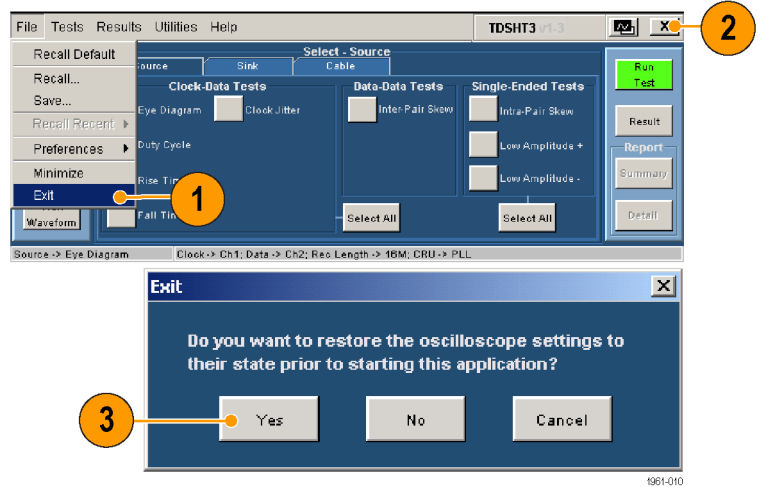 File Tests Results Utilities Help
TDSHT3 v1-3
X
2
Recall Default
Recall...
Save...
Recall Recent
Preferences
Minimize
Exit
1
Select - Source
Source Sink Cable
Clock-Data Tests
Eye Diagram
Clock Jitter
Duty Cycle
Fall
Data-Data Tests
Inter-Pair Skew
Select All
Single-Ended Tests
Intra-Pair Skew
Low Amplitude +
Low Amplitude -
Select All
Run
Test
Result
Report
Summary
Detail
Waveform
Source -> Eye Diagram
Clock -> Ch1; Data -> Ch2; Rec Length -> 16M; CRU -> PLL
Exit
X
Do you want to restore the oscilloscope settings to
their state prior to starting this application?
3
Yes
No
Cancel
1961-010